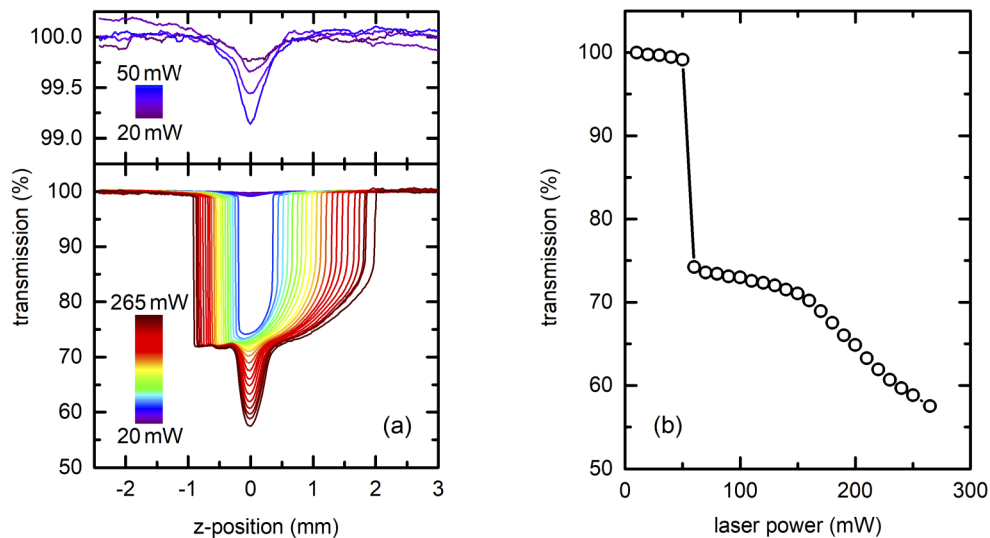 100.0
99.5
99.0
50 mW
20 mW
transmission (%)
100
90
80
70
60
50
265 mW
20 mW
(a)
-2
-1
0
1
2
3
z-position (mm)
100
90
80
70
60
50
transmission (%)
(b)
0
100
200
300
laser power (mW)